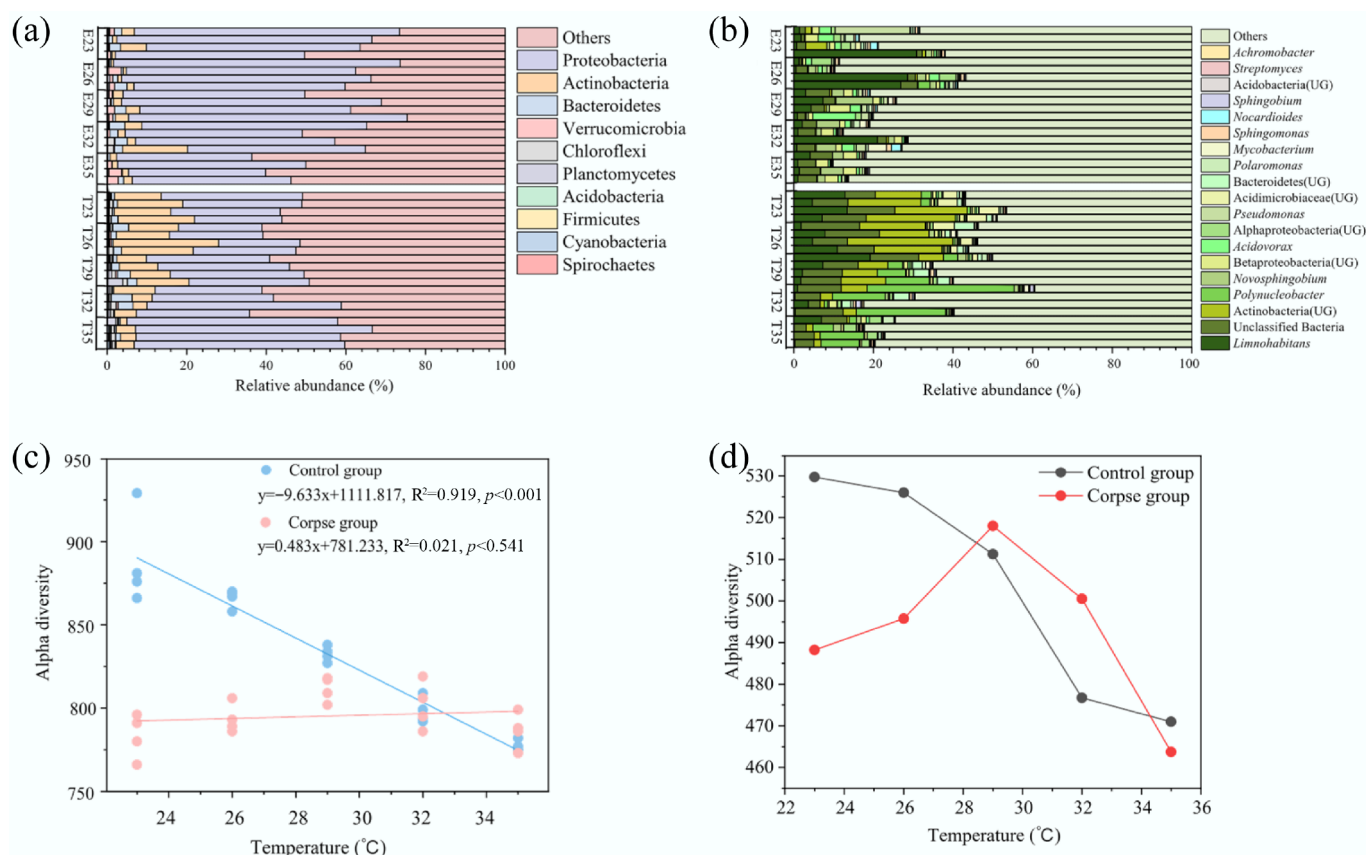 (a)
E23
E26
E29
E32
E35
T23
T26
T29
T32
T35
0 20 40 60 80 100
Relative abundance (%)
Others
Proteobacteria
Actinobacteria
Bacteroidetes
Verrucomicrobia
Chloroflexi
Planctomycetes
Acidobacteria
Firmicutes
Cyanobacteria
Spirochaetes
(b)
E23
E26
E29
E32
E35
T23
T26
T29
T32
T35
0 20 40 60 80 100
Relative abundance (%)
Others
Achromobacter
Streptomyces
Acidobacteria(UG)
Sphingobium
Nocardioides
Sphingomonas
Mycobacterium
Polaromonas
Bacteroidetes(UG)
Acidimicrobiaceae(UG)
Pseudomonas
Alphaproteobacteria(UG)
Acidovorax
Betaproteobacteria(UG)
Novosphingobium
Polynucleobacter
Actinobacteria(UG)
Unclassified Bacteria
Limnohabitans
(c)
950
900
850
800
750
Alpha diversity
Control group
y=−9.633x+1111.817, R²=0.919, p<0.001
Corpse group
y=0.483x+781.233, R²=0.021, p<0.541
24 26 28 30 32 34
Temperature (℃)
(d)
530
520
510
500
490
480
470
460
Alpha diversity
Control group
Corpse group
22 24 26 28 30 32 34 36
Temperature (℃)